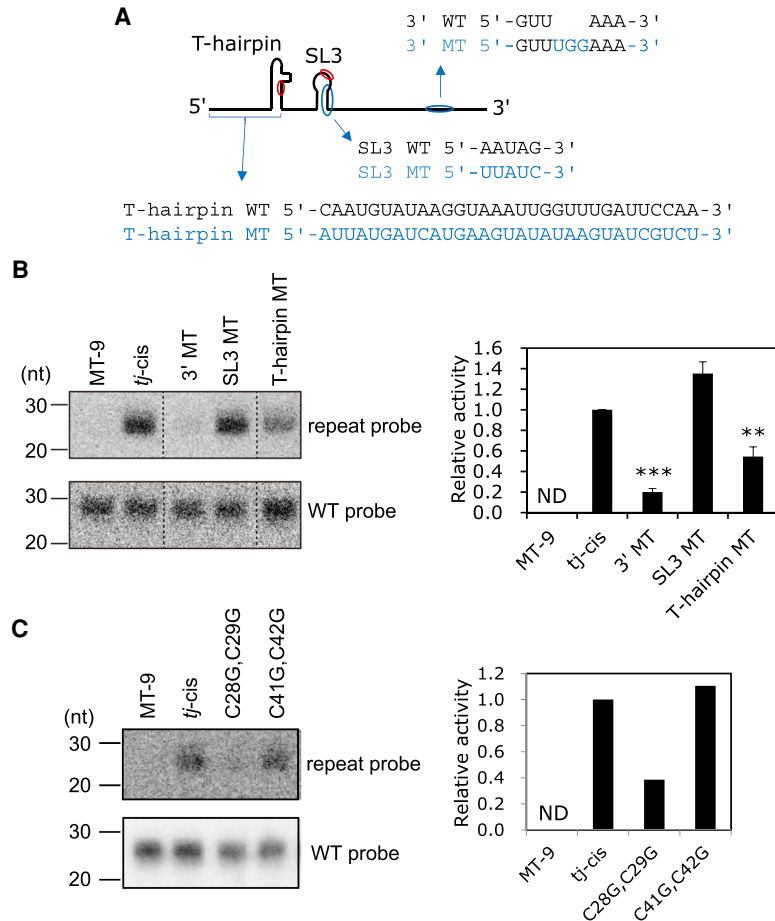 A
3' WT 5'-GUU AAA-3'
3' MT 5'-GUUUGGAAA-3'
T-hairpin
SL3
5'
3'
SL3 WT 5'-AAUAG-3'
SL3 MT 5'-UUAUC-3'
T-hairpin WT 5'-CAAUGUAUAAGGUAAAUUGGUUUGAUUCCAA-3'
T-hairpin MT 5'-AUUAUGAUCAUGAAGUAUAUAAGUAUCGUCU-3'
B
(nt)
MT-9
tj-cis
3' MT
SL3 MT
T-hairpin MT
30
20
repeat probe
30
20
WT probe
Relative activity
1.6
1.4
1.2
1.0
0.8
0.6
0.4
0.2
0.0
ND
***
**
MT-9
tj-cis
3' MT
SL3 MT
T-hairpin MT
C
(nt)
MT-9
tj-cis
C28G,C29G
C41G,C42G
30
20
repeat probe
30
20
WT probe
Relative activity
1.2
1.0
0.8
0.6
0.4
0.2
0.0
ND
MT-9
tj-cis
C28G,C29G
C41G,C42G